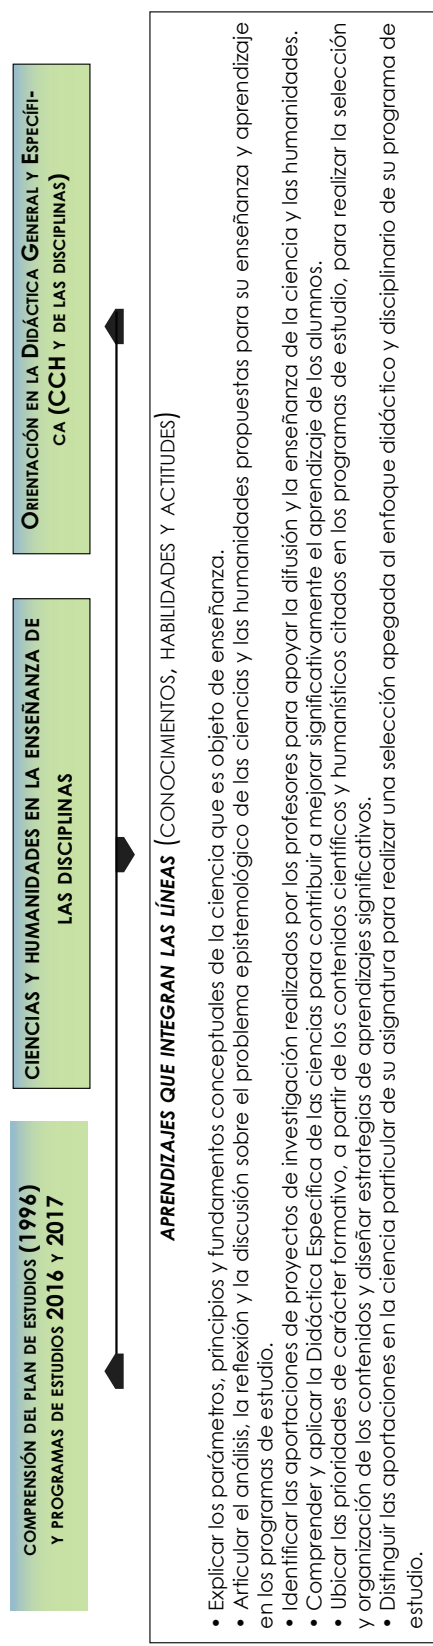 COMPRENSIÓN DEL PLAN DE ESTUDIOS (1996)
Y PROGRAMAS DE ESTUDIOS 2016 Y 2017
CIENCIAS Y HUMANIDADES EN LA ENSEÑANZA DE
LAS DISCIPLINAS
ORIENTACIÓN EN LA DIDÁCTICA GENERAL Y ESPECÍFI-
CA (CCH Y DE LAS DISCIPLINAS)
APRENDIZAJES QUE INTEGRAN LAS LÍNEAS (CONOCIMIENTOS, HABILIDADES Y ACTITUDES)
• Explicar los parámetros, principios y fundamentos conceptuales de la ciencia que es objeto de enseñanza.
• Articular el análisis, la reflexión y la discusión sobre el problema epistemológico de las ciencias y las humanidades propuestas para su enseñanza y aprendizaje
en los programas de estudio.
• Identificar las aportaciones de proyectos de investigación realizados por los profesores para apoyar la difusión y la enseñanza de la ciencia y las humanidades.
• Comprender y aplicar la Didáctica Específica de las ciencias para contribuir a mejorar significativamente el aprendizaje de los alumnos.
• Ubicar las prioridades de carácter formativo, a partir de los contenidos científicos y humanísticos citados en los programas de estudio, para realizar la selección
y organización de los contenidos y diseñar estrategias de aprendizajes significativos.
• Distinguir las aportaciones en la ciencia particular de su asignatura para realizar una selección apegada al enfoque didáctico y disciplinario de su programa de
estudio.